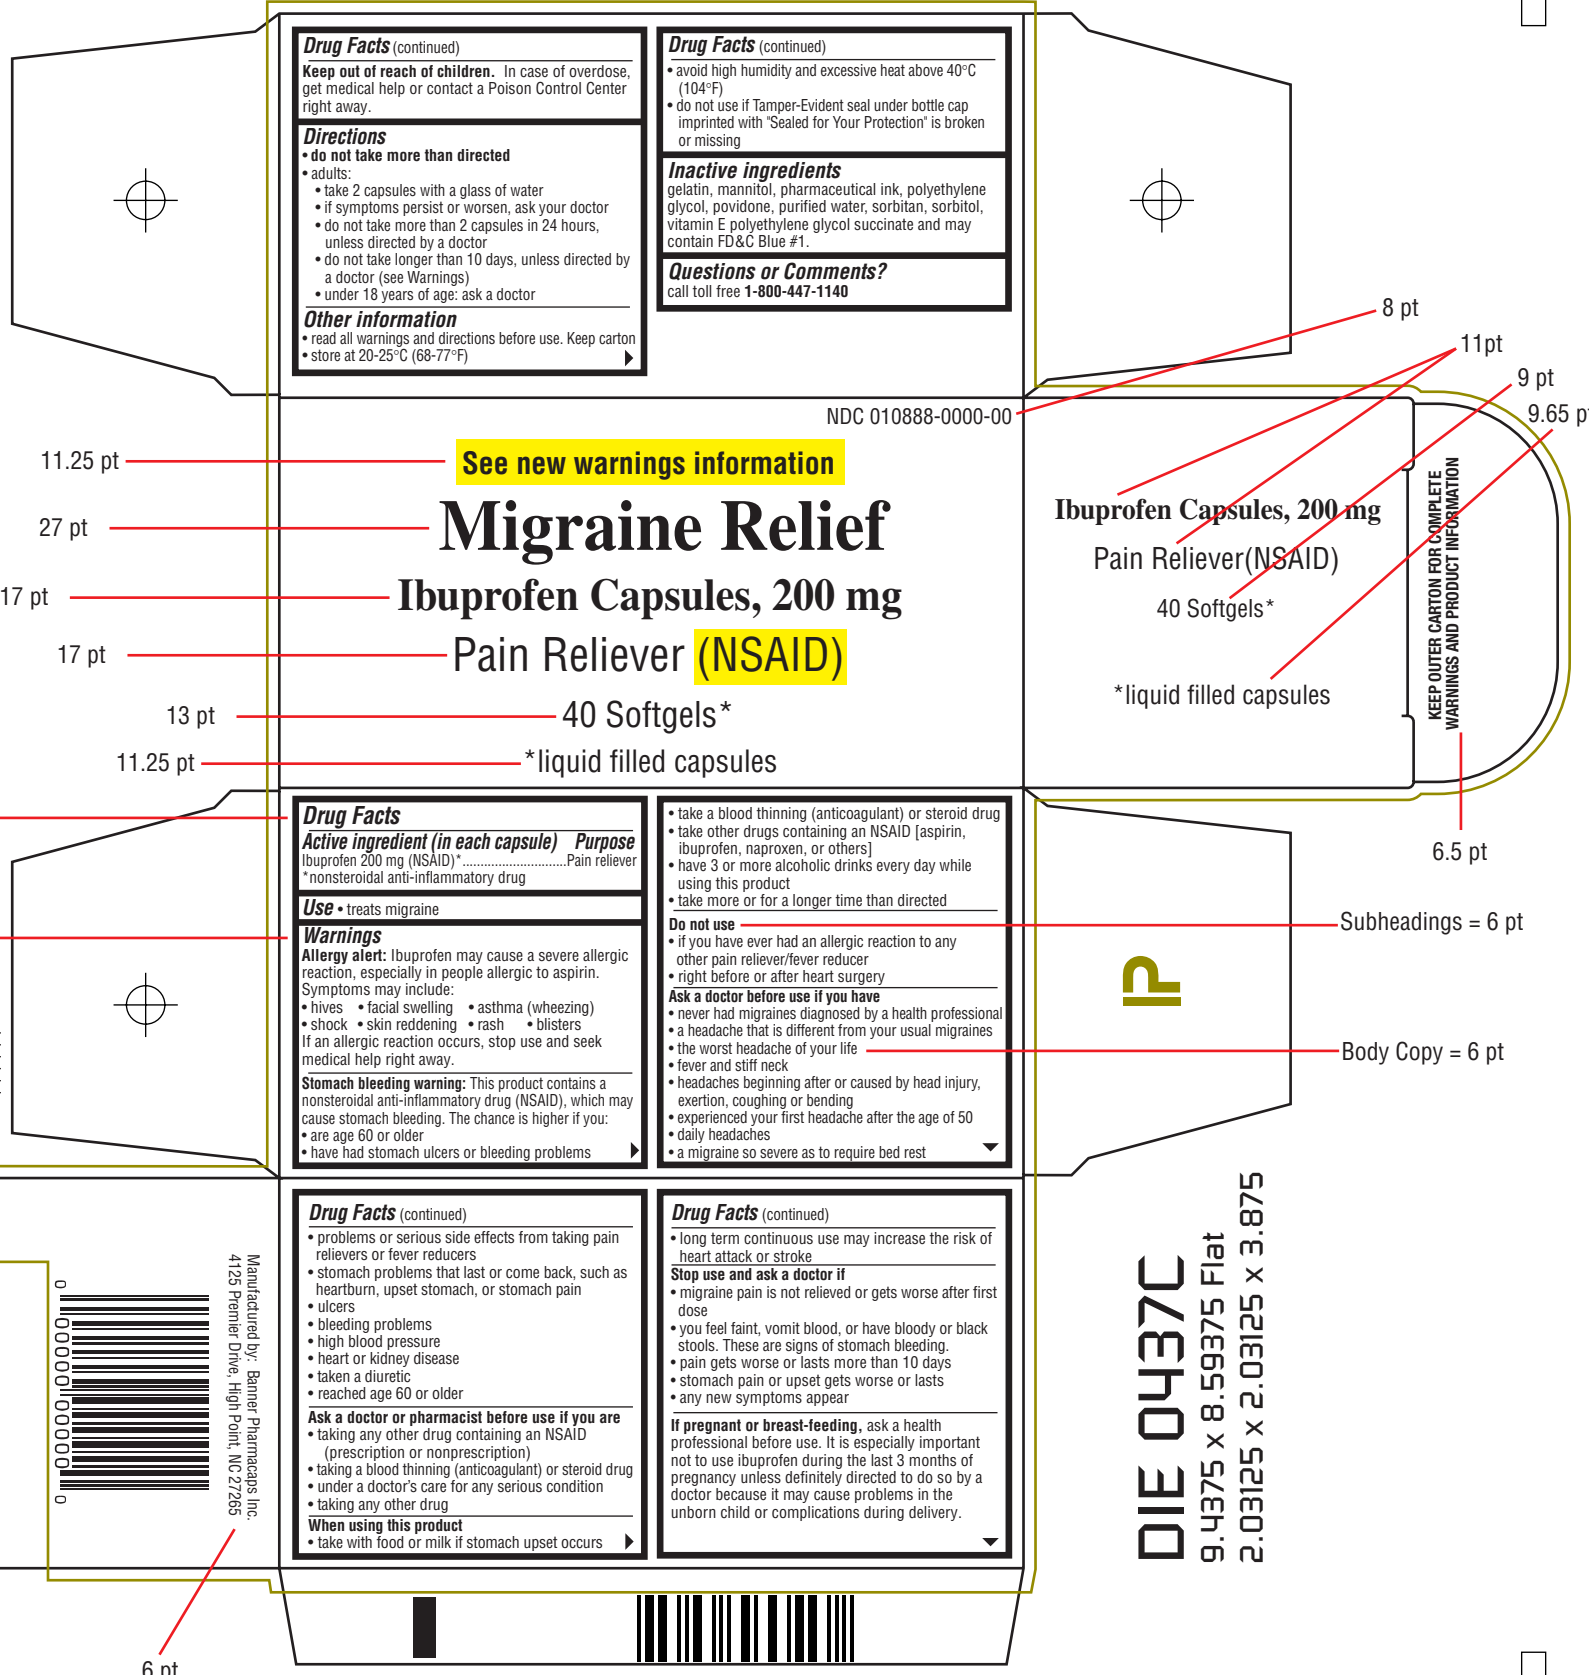 Drug Facts (continued)
Keep out of reach of children. In case of overdose,
get medical help or contact a Poison Control Center
right away.
Directions
• do not take more than directed
• adults:
• take 2 capsules with a glass of water
• if symptoms persist or worsen, ask your doctor
• do not take more than 2 capsules in 24 hours,
unless directed by a doctor
• do not take longer than 10 days, unless directed by
a doctor (see Warnings)
• under 18 years of age: ask a doctor
Other information
• read all warnings and directions before use. Keep carton
• store at 20-25°C (68-77°F)
Drug Facts (continued)
• avoid high humidity and excessive heat above 40°C
(104°F)
• do not use if Tamper-Evident seal under bottle cap
imprinted with "Sealed for Your Protection" is broken
or missing
Inactive ingredients
gelatin, mannitol, pharmaceutical ink, polyethylene
glycol, povidone, purified water, sorbitan, sorbitol,
vitamin E polyethylene glycol succinate and may
contain FD&C Blue #1.
Questions or Comments?
call toll free 1-800-447-1140
8 pt
11pt
9 pt
9.65 pt
NDC 010888-0000-00
11.25 pt
See new warnings information
27 pt
Migraine Relief
17 pt
Ibuprofen Capsules, 200 mg
17 pt
Pain Reliever (NSAID)
13 pt
40 Softgels*
11.25 pt
*liquid filled capsules
Ibuprofen Capsules, 200 mg
Pain Reliever(NSAID)
40 Softgels*
*liquid filled capsules
KEEP OUTER CARTON FOR COMPLETE
WARNINGS AND PRODUCT INFORMATION
6.5 pt
Drug Facts
Active ingredient (in each capsule) Purpose
Ibuprofen 200 mg (NSAID)*............................Pain reliever
*nonsteroidal anti-inflammatory drug
Use • treats migraine
Warnings
Allergy alert: Ibuprofen may cause a severe allergic
reaction, especially in people allergic to aspirin.
Symptoms may include:
• hives • facial swelling • asthma (wheezing)
• shock • skin reddening • rash • blisters
If an allergic reaction occurs, stop use and seek
medical help right away.
Stomach bleeding warning: This product contains a
nonsteroidal anti-inflammatory drug (NSAID), which may
cause stomach bleeding. The chance is higher if you:
• are age 60 or older
• have had stomach ulcers or bleeding problems
• take a blood thinning (anticoagulant) or steroid drug
• take other drugs containing an NSAID [aspirin,
ibuprofen, naproxen, or others]
• have 3 or more alcoholic drinks every day while
using this product
• take more or for a longer time than directed
Do not use
• if you have ever had an allergic reaction to any
other pain reliever/fever reducer
• right before or after heart surgery
Ask a doctor before use if you have
• never had migraines diagnosed by a health professional
• a headache that is different from your usual migraines
• the worst headache of your life
• fever and stiff neck
• headaches beginning after or caused by head injury,
exertion, coughing or bending
• experienced your first headache after the age of 50
• daily headaches
• a migraine so severe as to require bed rest
Subheadings = 6 pt
IP
Body Copy = 6 pt
Drug Facts (continued)
• problems or serious side effects from taking pain
relievers or fever reducers
• stomach problems that last or come back, such as
heartburn, upset stomach, or stomach pain
• ulcers
• bleeding problems
• high blood pressure
• heart or kidney disease
• taken a diuretic
• reached age 60 or older
Ask a doctor or pharmacist before use if you are
• taking any other drug containing an NSAID
(prescription or nonprescription)
• taking a blood thinning (anticoagulant) or steroid drug
• under a doctor's care for any serious condition
• taking any other drug
When using this product
• take with food or milk if stomach upset occurs
Drug Facts (continued)
• long term continuous use may increase the risk of
heart attack or stroke
Stop use and ask a doctor if
• migraine pain is not relieved or gets worse after first
dose
• you feel faint, vomit blood, or have bloody or black
stools. These are signs of stomach bleeding.
• pain gets worse or lasts more than 10 days
• stomach pain or upset gets worse or lasts
• any new symptoms appear
If pregnant or breast-feeding, ask a health
professional before use. It is especially important
not to use ibuprofen during the last 3 months of
pregnancy unless definitely directed to do so by a
doctor because it may cause problems in the
unborn child or complications during delivery.
Manufactured by: Banner Pharmacaps Inc.
4125 Premier Drive, High Point, NC 27265
0 00000 00000 0
6 pt
DIE 0437C
9.4375 x 8.59375 Flat
2.03125 x 2.03125 x 3.875